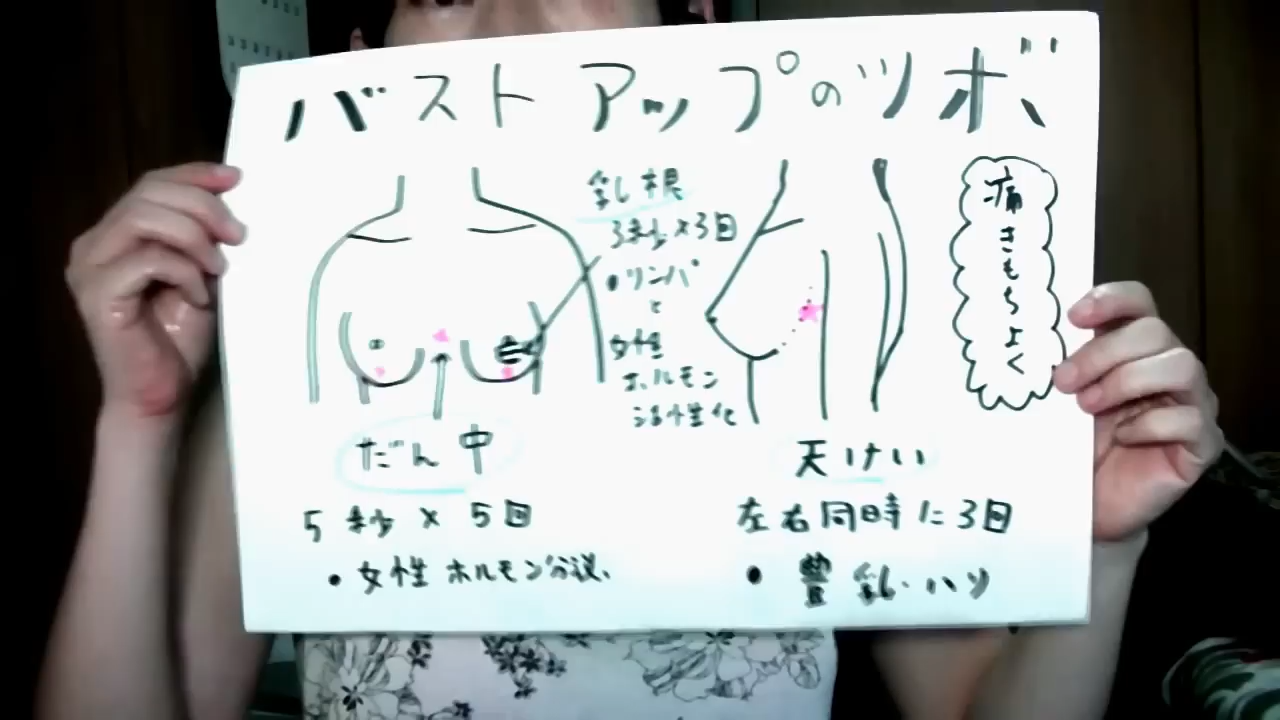 バストアップのツボ
乳根
3秒×3回
・リンパ
と
女性
ホルモン
活性化
痛きもちよく
だん中
5秒×5回
・女性ホルモン分説、
天けい
左右同時に3回
・豊乳・ハリ